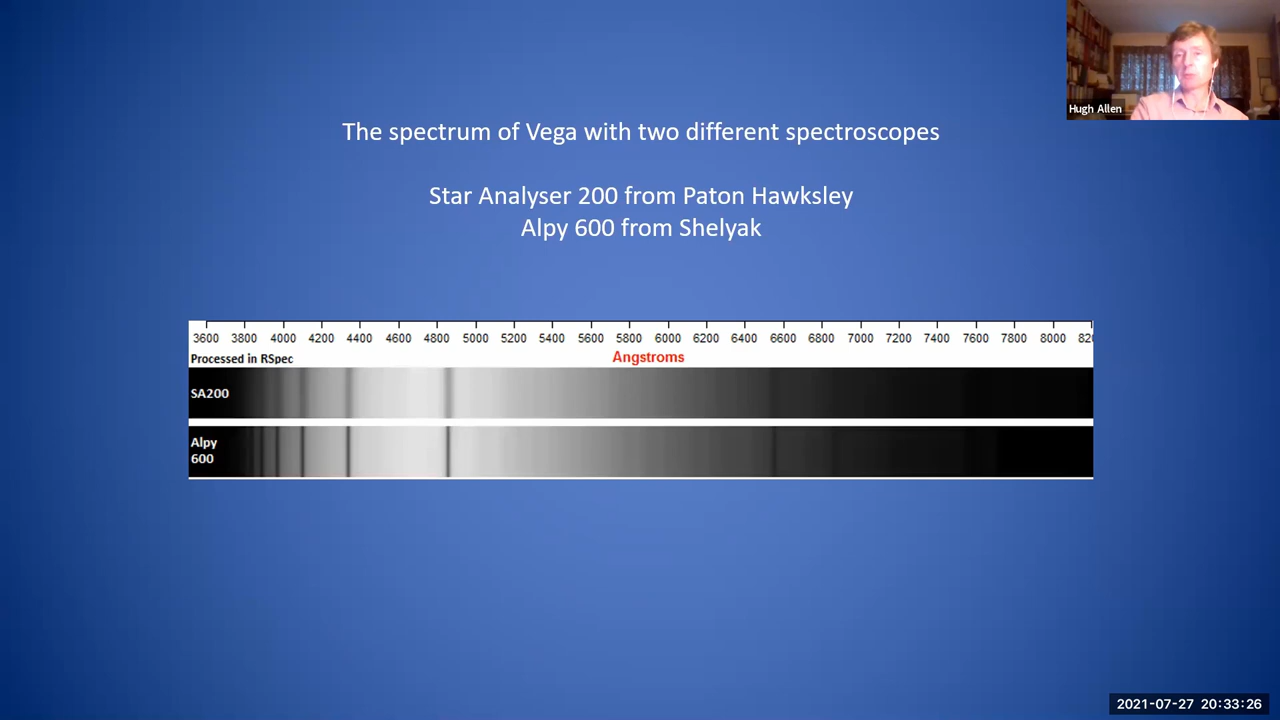 Hugh Allen
The spectrum of Vega with two different spectroscopes
Star Analyser 200 from Paton Hawksley
Alpy 600 from Shelyak
3600 3800 4000 4200 4400 4600 4800 5000 5200 5400 5600 5800 6000 6200 6400 6600 6800 7000 7200 7400 7600 7800 8000 820
Processed in RSpec Angstroms
SA200
Alpy
600
2021-07-27 20:33:26